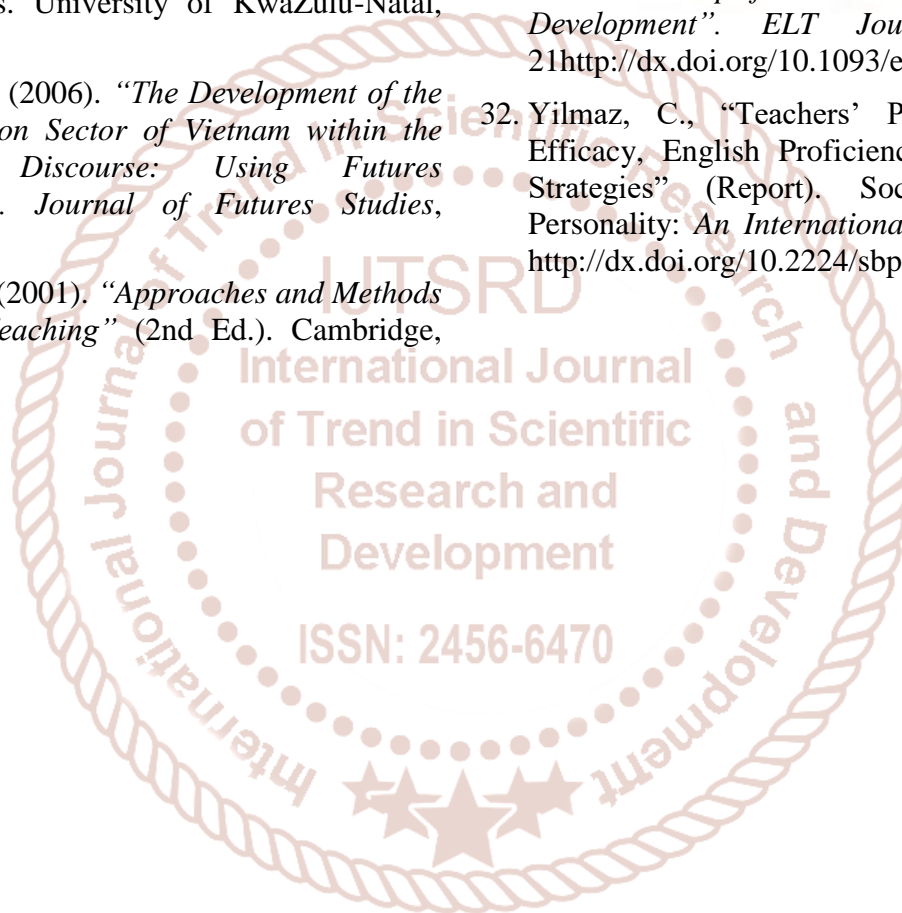 s. University of KwaZulu-Natal,
(2006). “The Development of the
on Sector of Vietnam within the
Discourse: Using Futures
. Journal of Futures Studies,
(2001). “Approaches and Methods
eaching” (2nd Ed.). Cambridge,
Development”. ELT Jou
21http://dx.doi.org/10.1093/e
32. Yilmaz, C., “Teachers’ P
Efficacy, English Proficienc
Strategies” (Report). Soc
Personality: An Internationa
http://dx.doi.org/10.2224/sbp
International Journal of Trend in Scientific Research and Development
IJTSRD
International Journal
of Trend in Scientific
Research and
Development
ISSN: 2456-6470